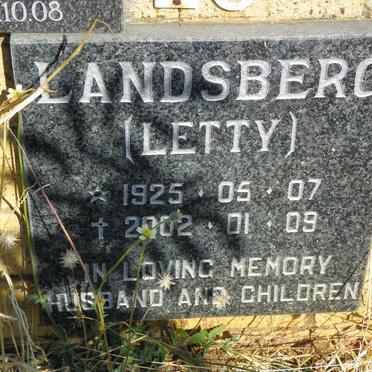 10.08
LANDSBERG
(LETTY)
☆ 1925 · 05 · 07
† 2002 · 01 · 09
IN LOVING MEMORY
HUSBAND AND CHILDREN